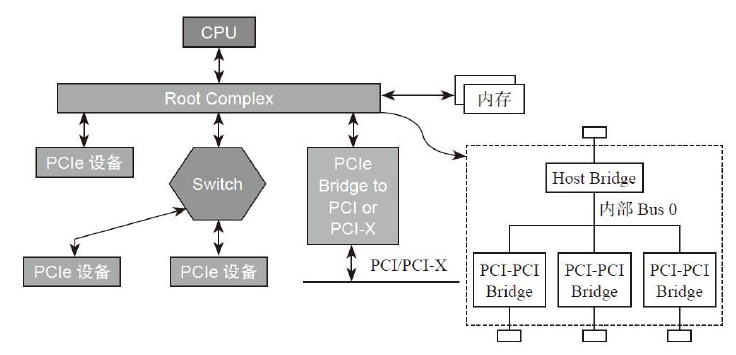 CPU
Root Complex
内存
PCIe 设备
Switch
PCIe
Bridge to
PCI or
PCI-X
Host Bridge
内部 Bus 0
PCIe 设备
PCIe 设备
PCI/PCI-X
PCI-PCI
Bridge
PCI-PCI
Bridge
PCI-PCI
Bridge